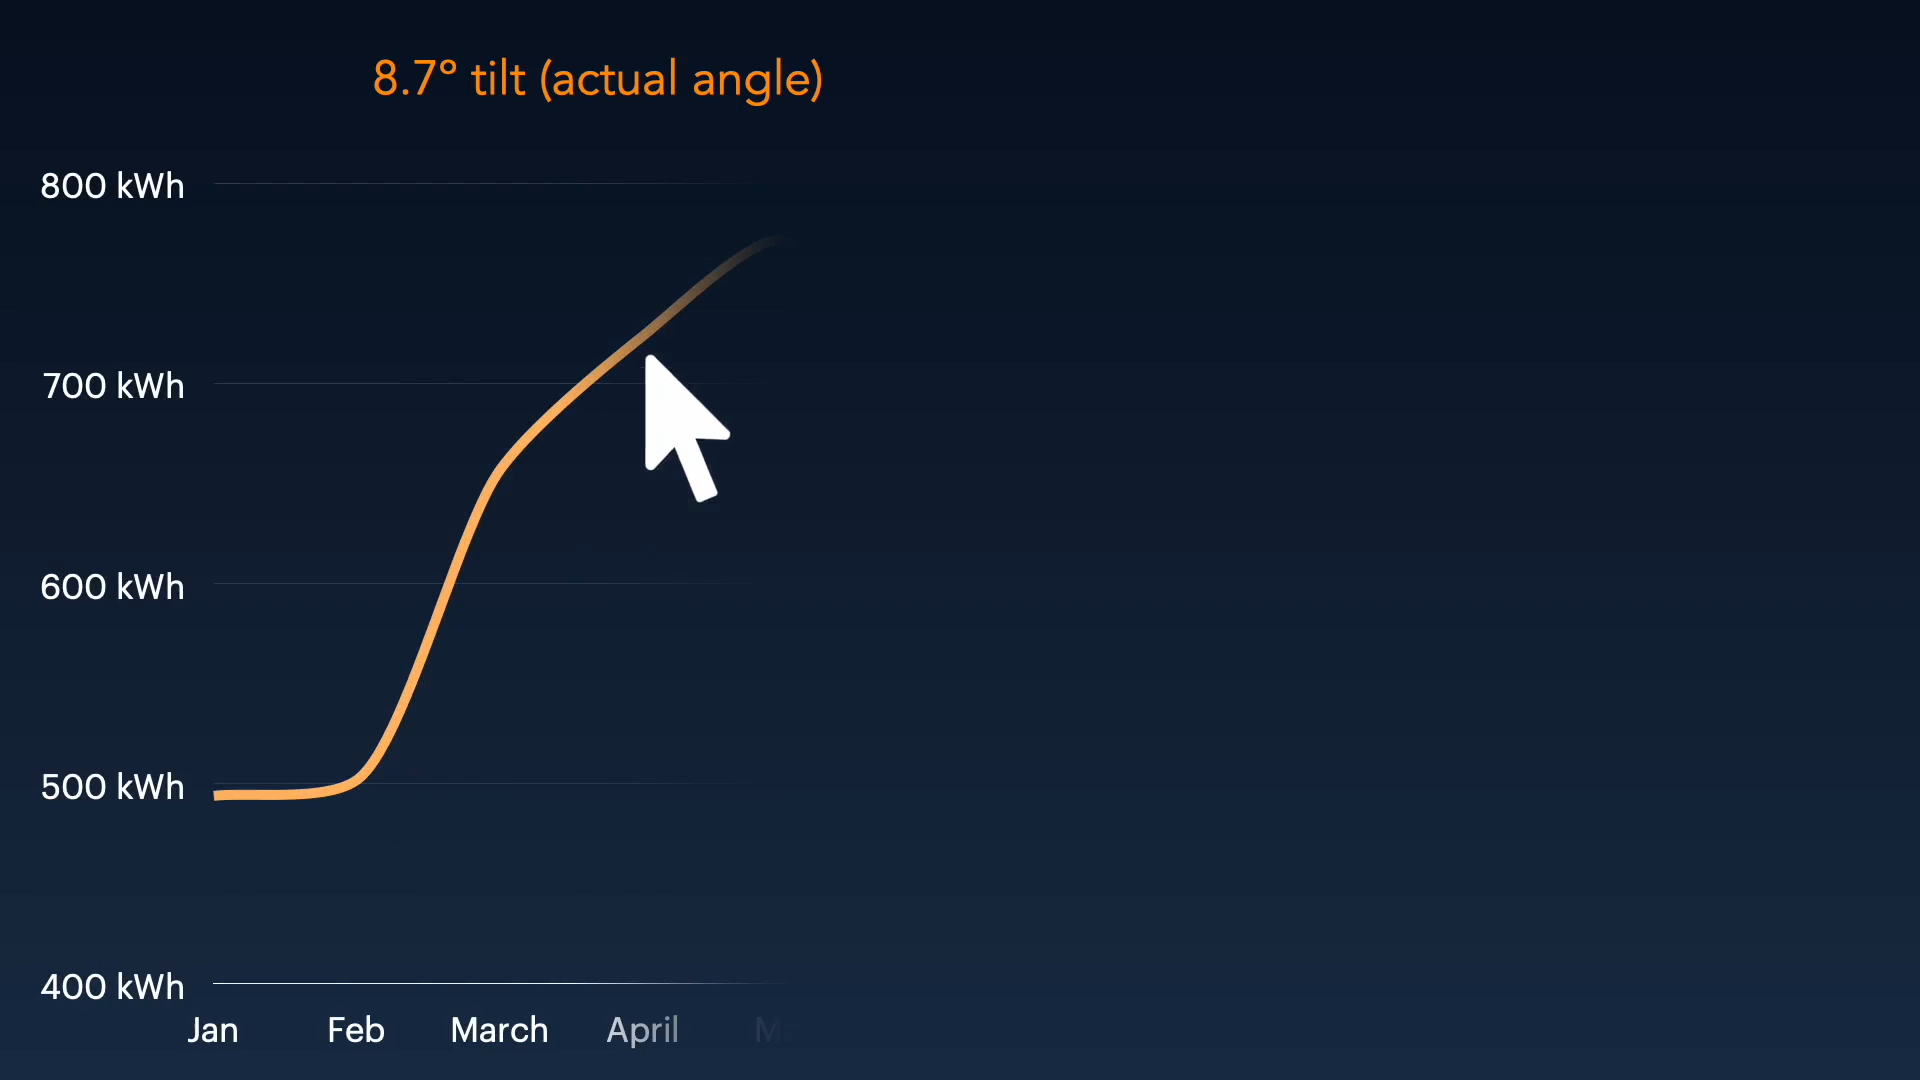 8.7° tilt (actual angle)
800 kWh
700 kWh
600 kWh
500 kWh
400 kWh
Jan Feb March April